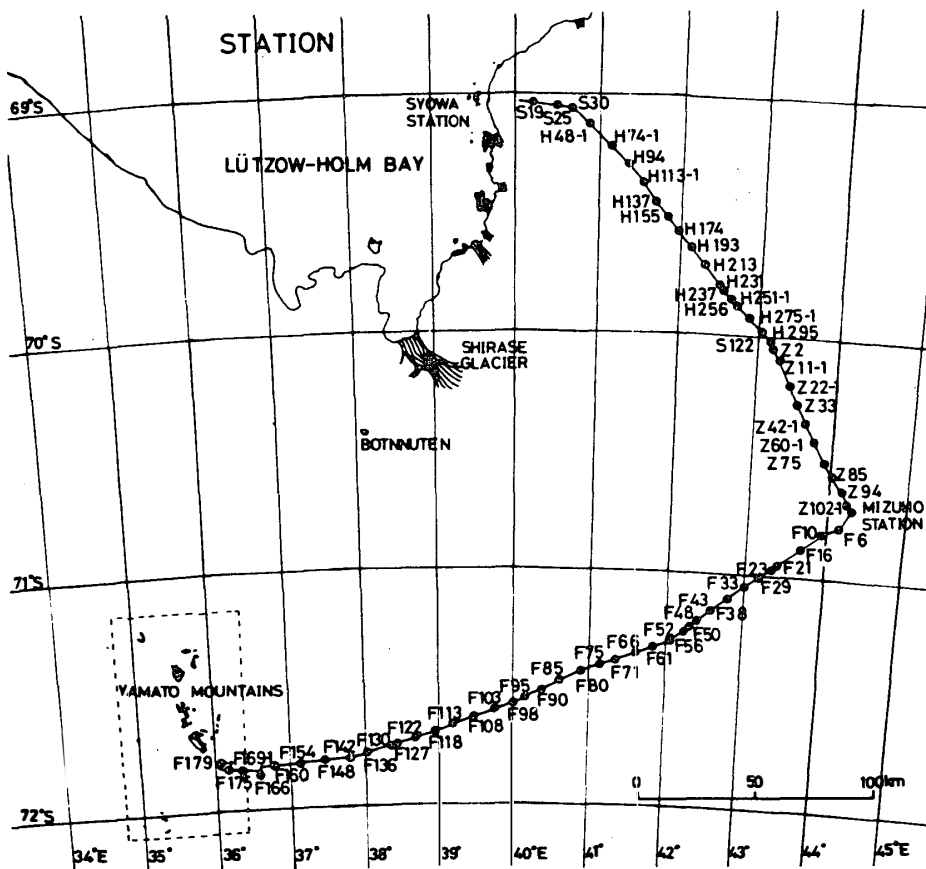 STATION
69°S
SYOWA
STATION
S19
S30
S25
H48-1
H74-1
H94
H113-1
LÜTZOW-HOLM BAY
H137
H155
H174
H193
H213
H231
H237
H251-1
H256
H275-1
H295
S122
70°S
SHIRASE
GLACIER
Z2
Z11-1
Z22-1
Z33
Z42-1
BOTNNUTEN
Z60-1
Z75
Z85
Z94
Z102-1
MIZUHO
STATION
F10
F6
F16
71°S
F23
F21
F29
F33
F43
F38
F48
F50
F52
F56
F66
F61
F75
F71
F85
F80
YAMATO MOUNTAINS
F95
F90
F103
F98
F113
F108
F122
F118
F130
F127
F142
F136
F154
F148
F1691
F160
F179
F175
F166
0
50
100km
72°S
34°E
35°
36°
37°
38°
39°
40°E
41°
42°
43°
44°
45°E